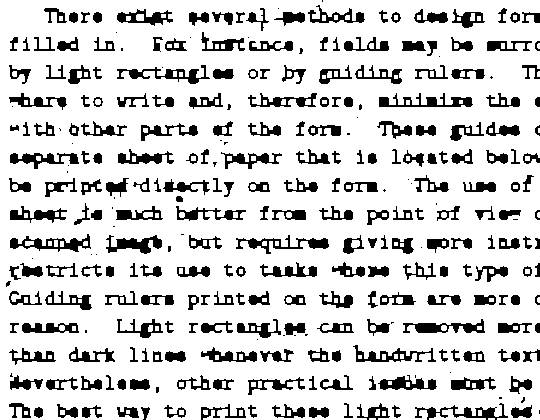 There exist several methods to design form
filled in. For instance, fields may be surro
by light rectangles or by guiding rulers. Th
where to write and, therefore, minimize the e
with other parts of the form. These guides c
separate sheet of paper that is located below
be printed directly on the form. The use of
sheet is much better from the point of view o
scanned image, but requires giving more instr
restricts its use to tasks where this type of
Guiding rulers printed on the form are more c
reason. Light rectangles can be removed more
than dark lines whenever the handwritten text
Nevertheless, other practical issues must be
The best way to print these light rectangles